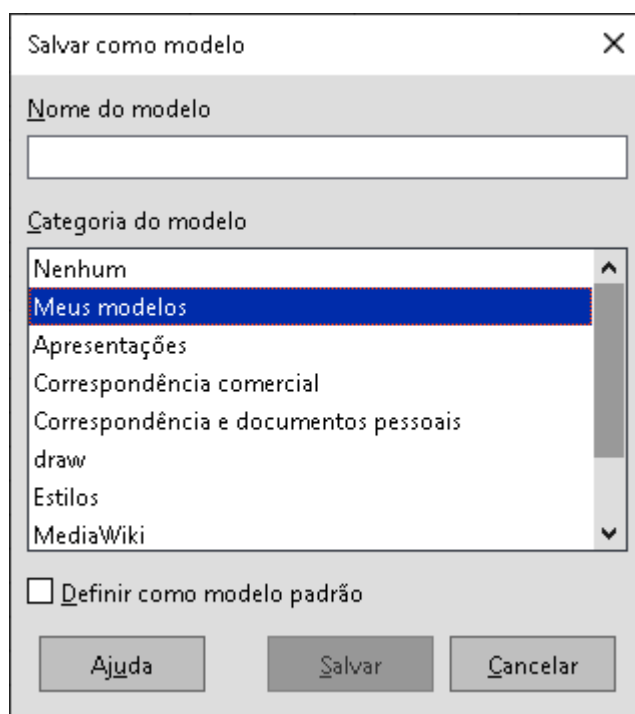 Salvar como modelo
Nome do modelo
Categoria do modelo
Nenhum
Meus modelos
Apresentações
Correspondência comercial
Correspondência e documentos pessoais
draw
Estilos
MediaWiki
Definir como modelo padrão
Ajuda Salvar Cancelar